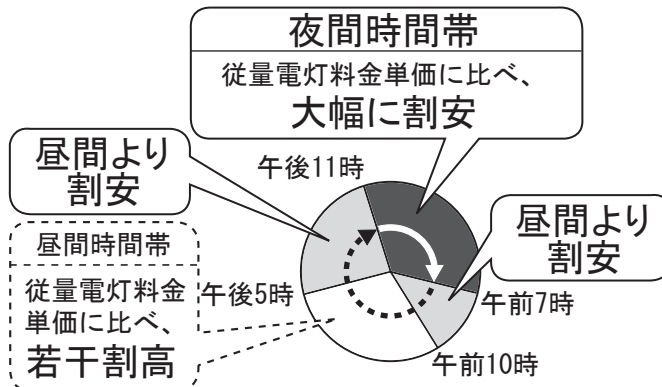 夜間時間帯
従量電灯料金単価に比べ、
大幅に割安
昼間より
割安
午後11時
昼間より
割安
昼間時間帯
従量電灯料金
単価に比べ、
若干割高
午後5時
午前7時
午前10時